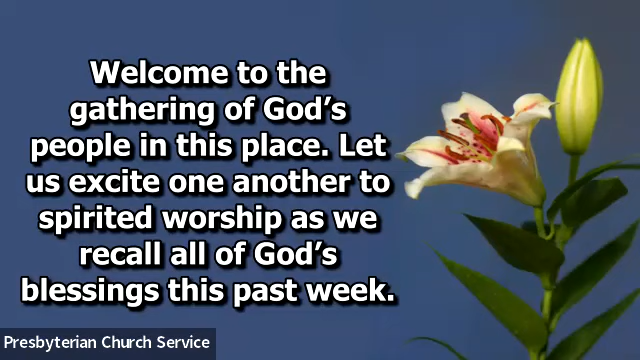 Welcome to the
gathering of God’s
people in this place. Let
us excite one another to
spirited worship as we
recall all of God’s
blessings this past week.
Presbyterian Church Service